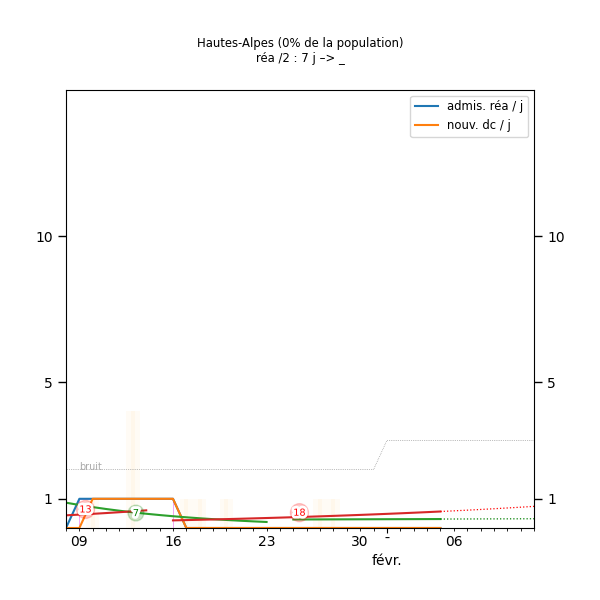 Hautes-Alpes (0% de la population)
réa /2 : 7 j –> _
admis. réa / j
nouv. dc / j
10 10
5 5
bruit
1 1
13 7 18
09 16 23 30 - 06
févr.